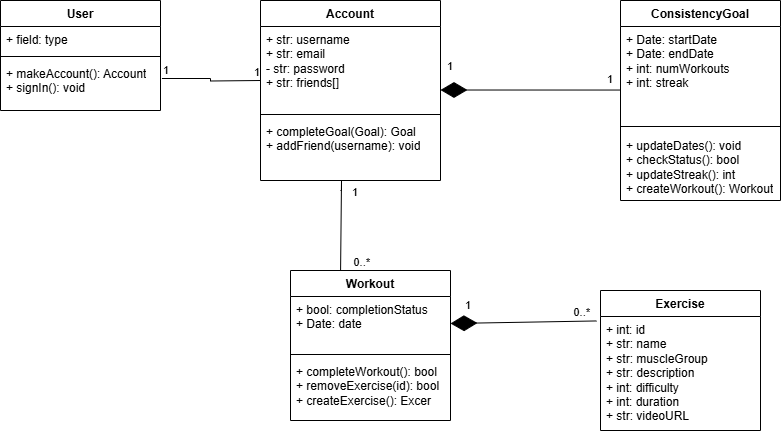 User
+ field: type
+ makeAccount(): Account
+ signIn(): void
1
1
Account
+ str: username
+ str: email
- str: password
+ str: friends[]
+ completeGoal(Goal): Goal
+ addFriend(username): void
1
1
ConsistencyGoal
+ Date: startDate
+ Date: endDate
+ int: numWorkouts
+ int: streak
+ updateDates(): void
+ checkStatus(): bool
+ updateStreak(): int
+ createWorkout(): Workout
1
0..*
Workout
+ bool: completionStatus
+ Date: date
+ completeWorkout(): bool
+ removeExercise(id): bool
+ createExercise(): Excer
1
0..*
Exercise
+ int: id
+ str: name
+ str: muscleGroup
+ str: description
+ int: difficulty
+ int: duration
+ str: videoURL